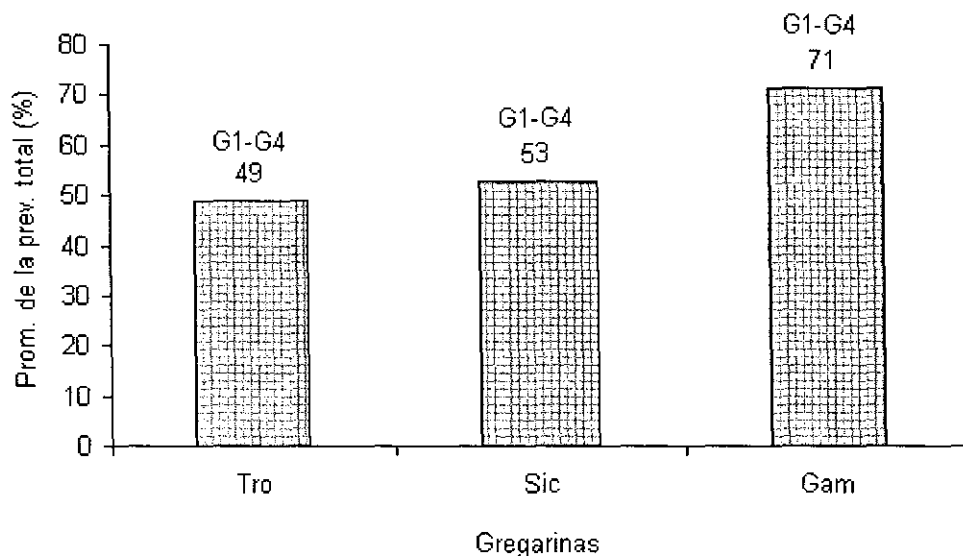 G1-G4
71
G1-G4
53
G1-G4
49
Prom. de la prev. total (%)
80
70
60
50
40
30
20
10
0
Tro Sic Gam
Gregarinas